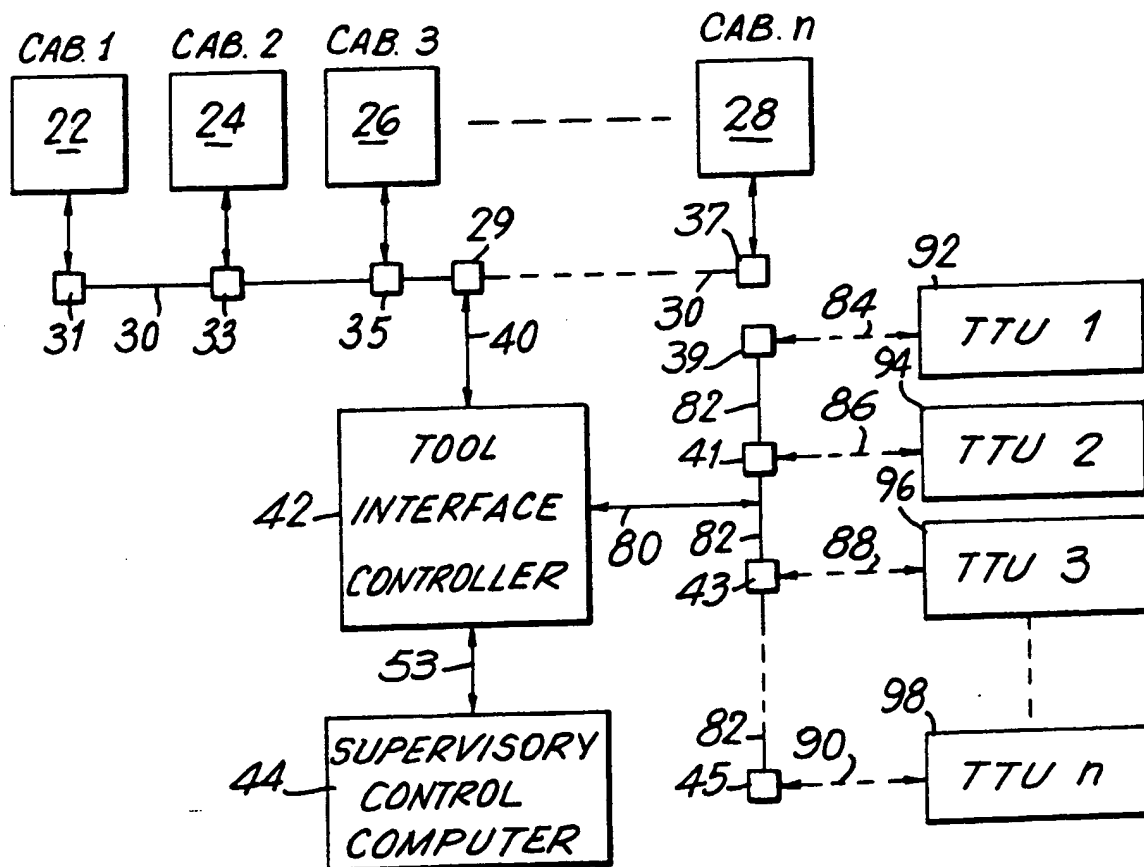 CAB. 1 CAB. 2 CAB. 3 CAB. n
22 24 26 28
29 37
31 30 33 35 40 30
92
39 84 TTU 1
94
82 86
41 TTU 2
TOOL
INTERFACE
CONTROLLER
42 80
96
82 88
43 TTU 3
53
98
82 90
45 TTU n
44
SUPERVISORY
CONTROL
COMPUTER